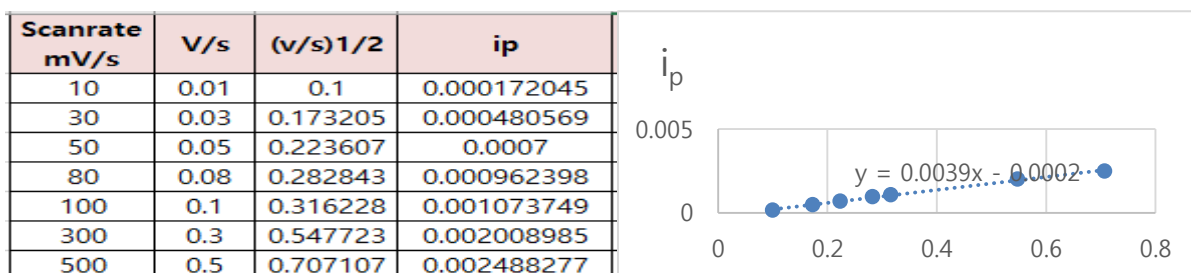 Scanrate mV/s V/s (v/s)1/2 ip
10 0.01 0.1 0.000172045
30 0.03 0.173205 0.000480569
50 0.05 0.223607 0.0007
80 0.08 0.282843 0.000962398
100 0.1 0.316228 0.001073749
300 0.3 0.547723 0.002008985
500 0.5 0.707107 0.002488277
ip
0.005
y = 0.0039x - 0.0002
0
0 0.2 0.4 0.6 0.8